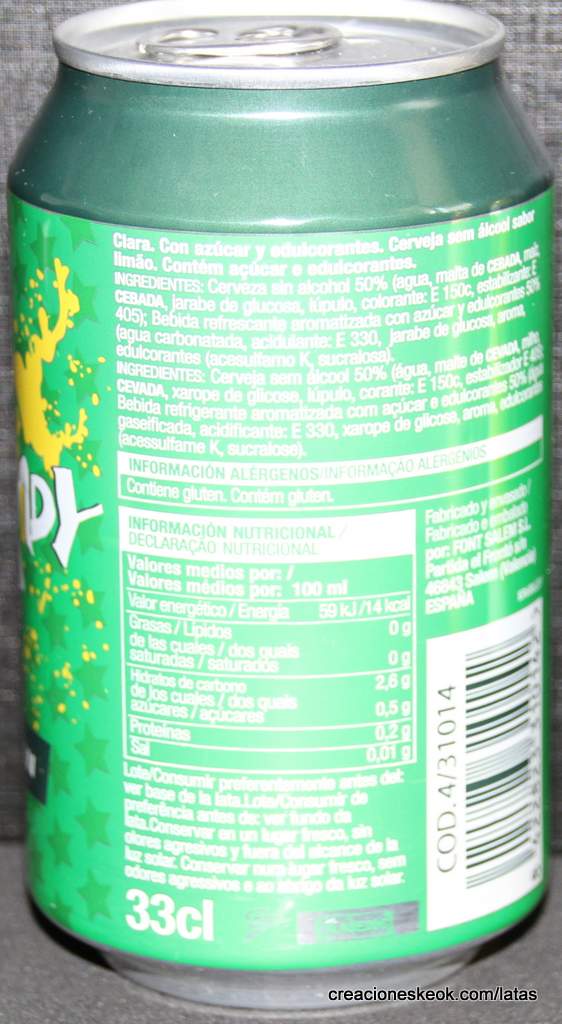 Clara. Con azúcar y edulcorantes. Cerveja sem álcool sabor
limão. Contém açúcar e edulcorantes.
INGREDIENTES: Cerveza sin alcohol 50% (agua, malta de CEBADA, maíz,
CEBADA, jarabe de glucosa, lúpulo, colorante: E 150c, estabilizante: E
405); Bebida refrescante aromatizada con azúcar y edulcorantes 50%
(agua carbonatada, acidulante: E 330, jarabe de glucosa, aroma,
edulcorantes (acesulfamo K, sucralosa).
INGREDIENTES: Cerveja sem álcool 50% (água, malte de CEVADA, milho,
CEVADA, xarope de glicose, lúpulo, corante: E 150c, estabilizador E 405);
Bebida refrigerante aromatizada com açúcar e edulcorantes 50% (água
gaseificada, acidificante: E 330, xarope de glicose, aroma, edulcorantes
(acessulfame K, sucralose).
INFORMACIÓN ALÉRGENOS/INFORMAÇAO ALERGÉNIOS
Contiene gluten. Contém gluten.
INFORMACIÓN NUTRICIONAL /
DECLARAÇÃO NUTRICIONAL
Valores medios por: /
Valores médios por: 100 ml
Valor energético / Energia 59 kJ/14 kcal
Grasas / Lípidos 0 g
de las cuales / dos quais
saturadas / saturados 0 g
Hidratos de carbono 2,6 g
de los cuales / dos quais
azúcares / açúcares 0,5 g
Proteínas 0,2 g
Sal 0,01 g
Fabricado y envasado /
Fabricado e embalado
por: FONT SALEM S.L.
Partida el Frontó s/n
46843 Salem (Valencia)
ESPAÑA
www.
COD.4/31014
Lote/Consumir preferentemente antes del:
ver base de la lata.Lote/Consumir de
preferência antes de: ver fundo da
lata.Conservar en un lugar fresco, sin
olores agresivos y fuera del alcance de la
luz solar. Conservar num lugar fresco, sem
odores agressivos e ao abrigo da luz solar.
33cl
creacioneskeok.com/latas